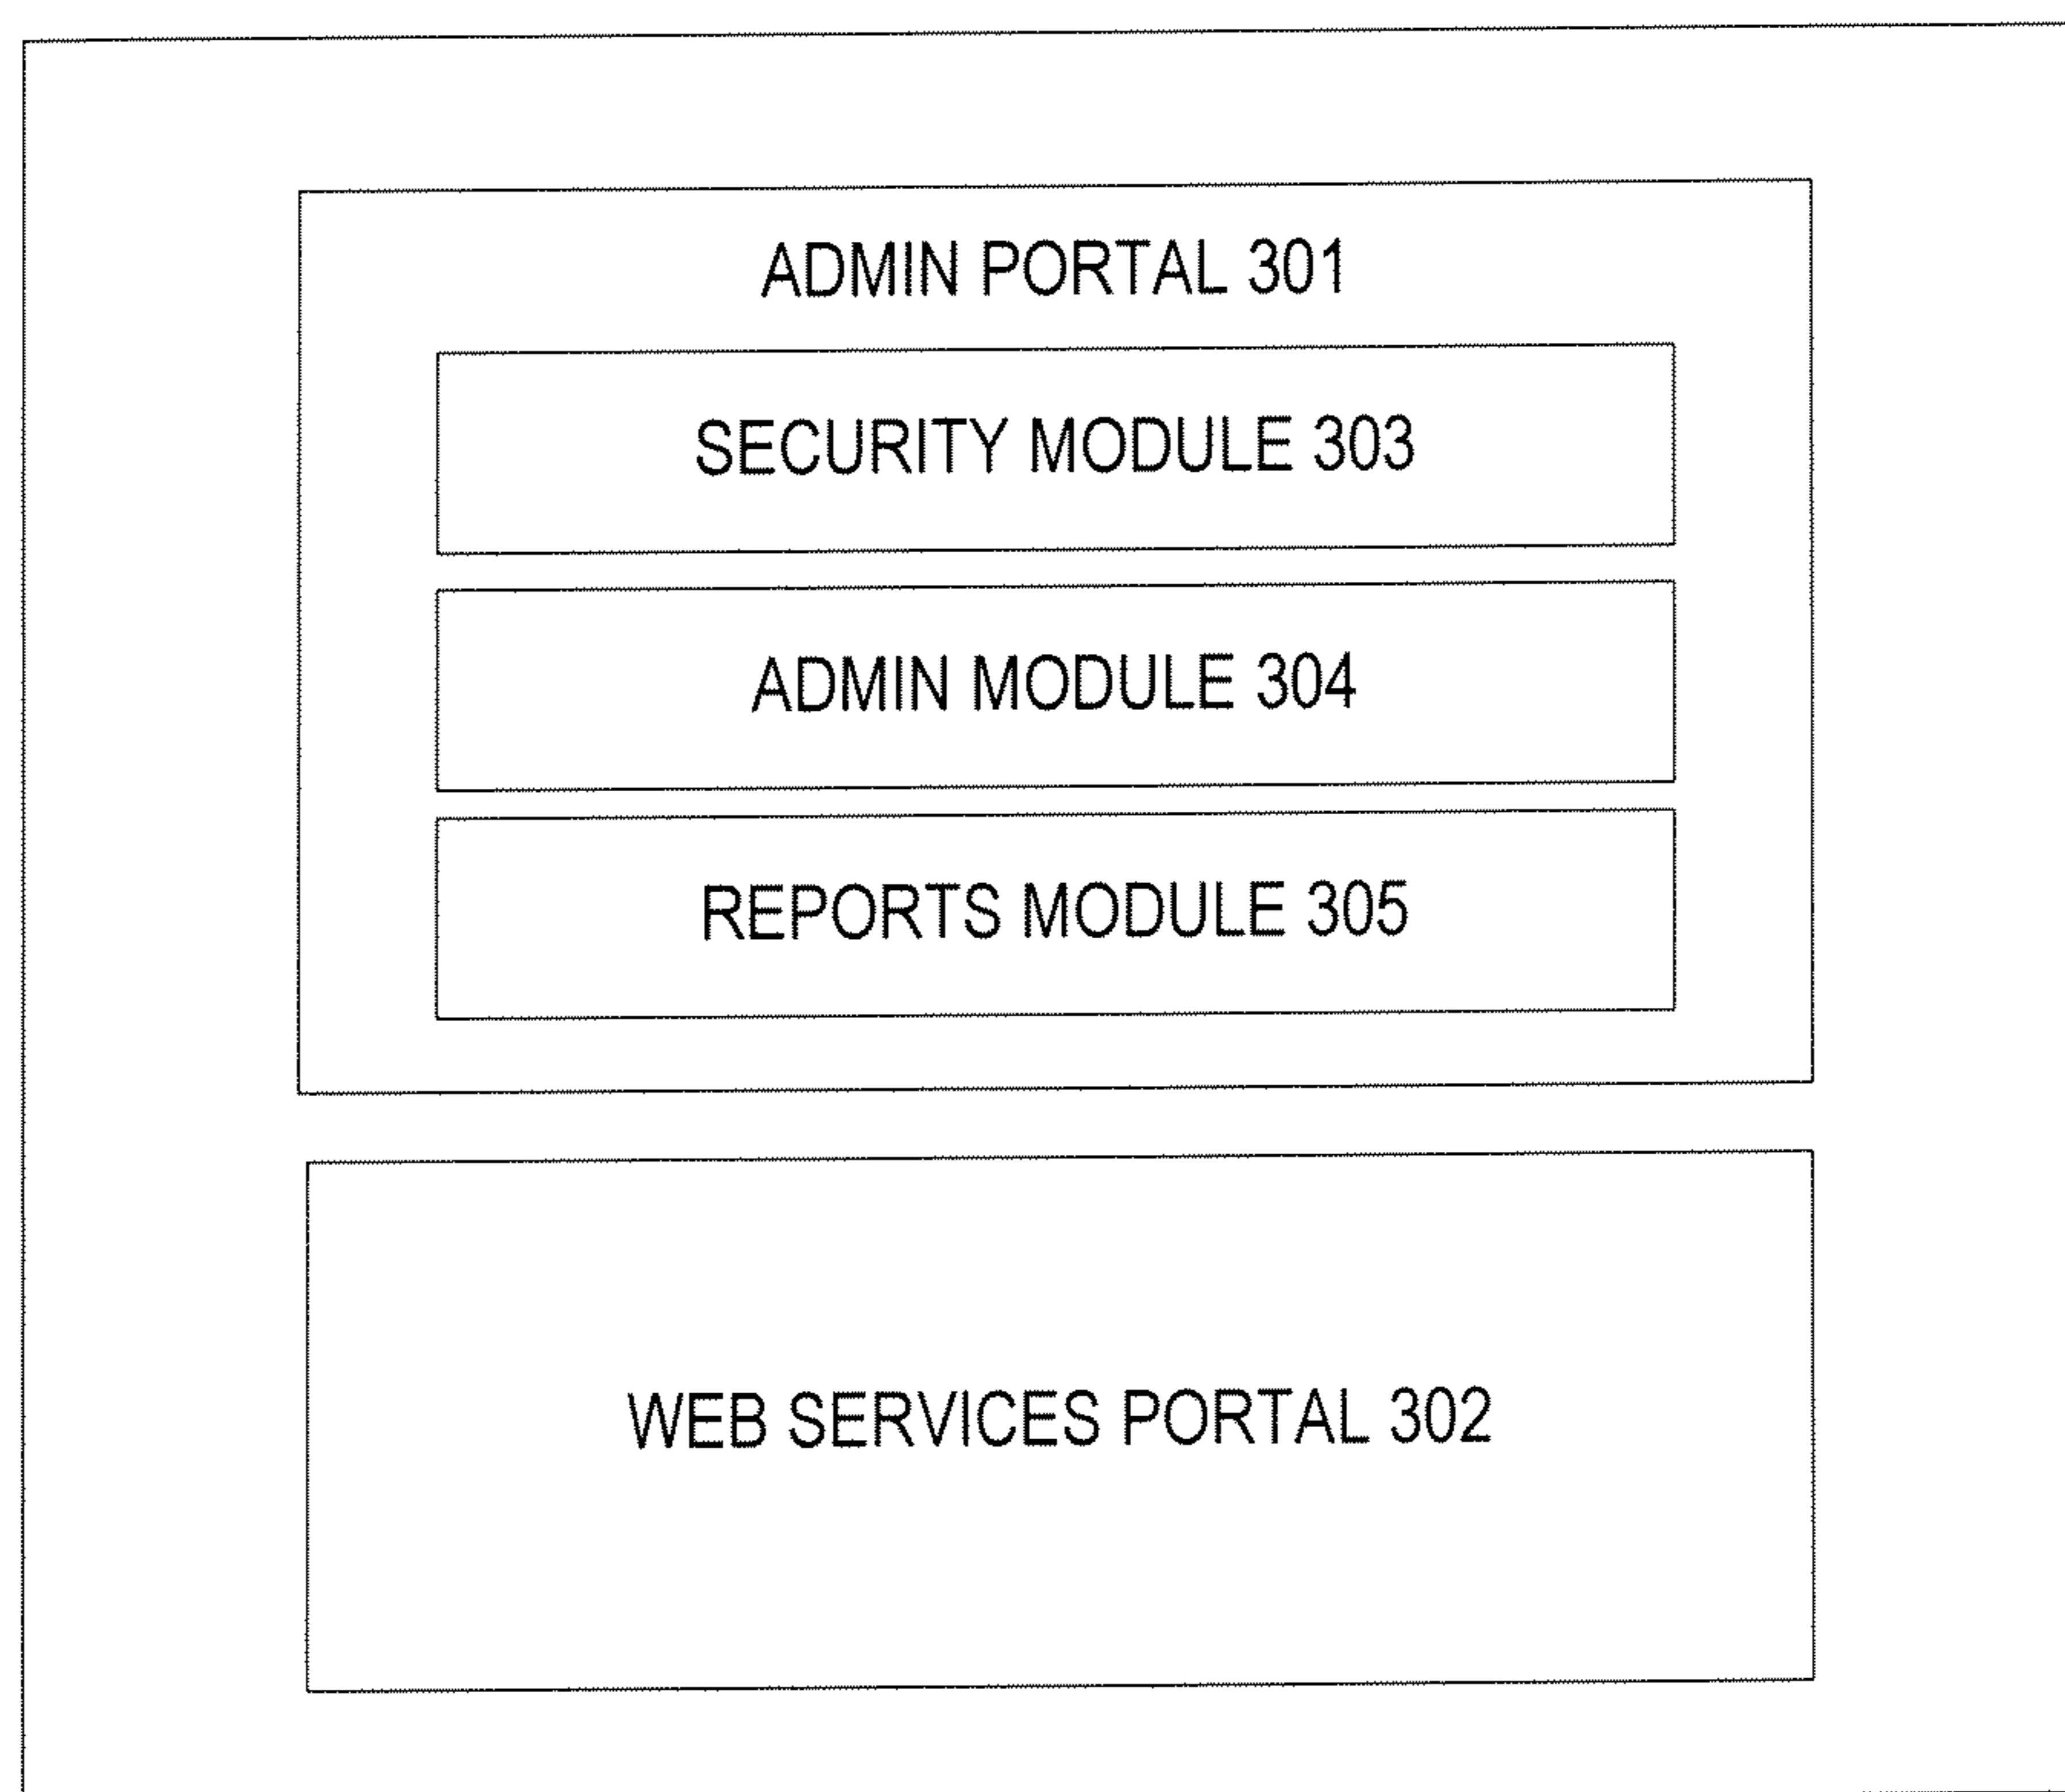 ADMIN PORTAL 301
SECURITY MODULE 303
ADMIN MODULE 304
REPORTS MODULE 305
WEB SERVICES PORTAL 302